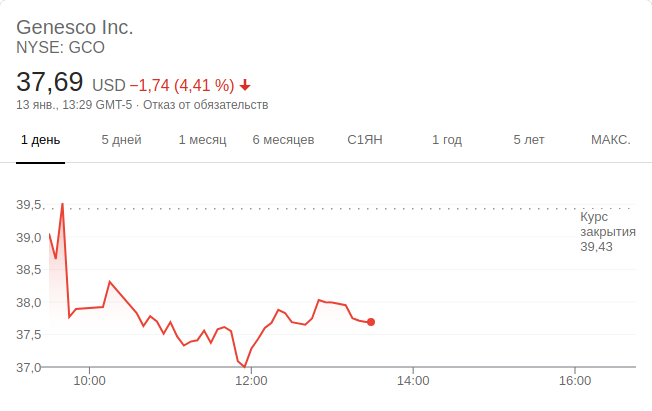 Genesco Inc.
NYSE: GCO
37,69 USD −1,74 (4,41 %)
13 янв., 13:29 GMT-5 · Отказ от обязательств
1 день 5 дней 1 месяц 6 месяцев С1ЯН 1 год 5 лет МАКС.
39,5
Курс
закрытия
39,43
39,0
38,5
38,0
37,5
37,0
10:00 12:00 14:00 16:00